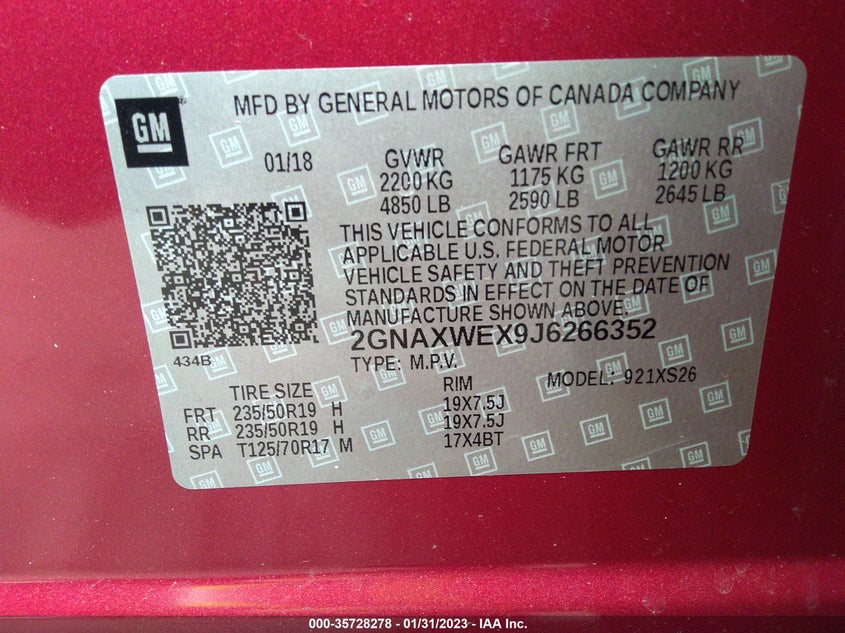 GM
MFD BY GENERAL MOTORS OF CANADA COMPANY
01/18 GVWR GAWR FRT GAWR RR
2200 KG 1175 KG 1200 KG
4850 LB 2590 LB 2645 LB
THIS VEHICLE CONFORMS TO ALL
APPLICABLE U.S. FEDERAL MOTOR
VEHICLE SAFETY AND THEFT PREVENTION
STANDARDS IN EFFECT ON THE DATE OF
MANUFACTURE SHOWN ABOVE.
434B 2GNAXWEX9J6266352
TYPE: M.P.V. MODEL: 921XS26
TIRE SIZE RIM
FRT 235/50R19 H 19X7.5J
RR 235/50R19 H 19X7.5J
SPA T125/70R17 M 17X4BT
000-35728278 - 01/31/2023 - IAA Inc.